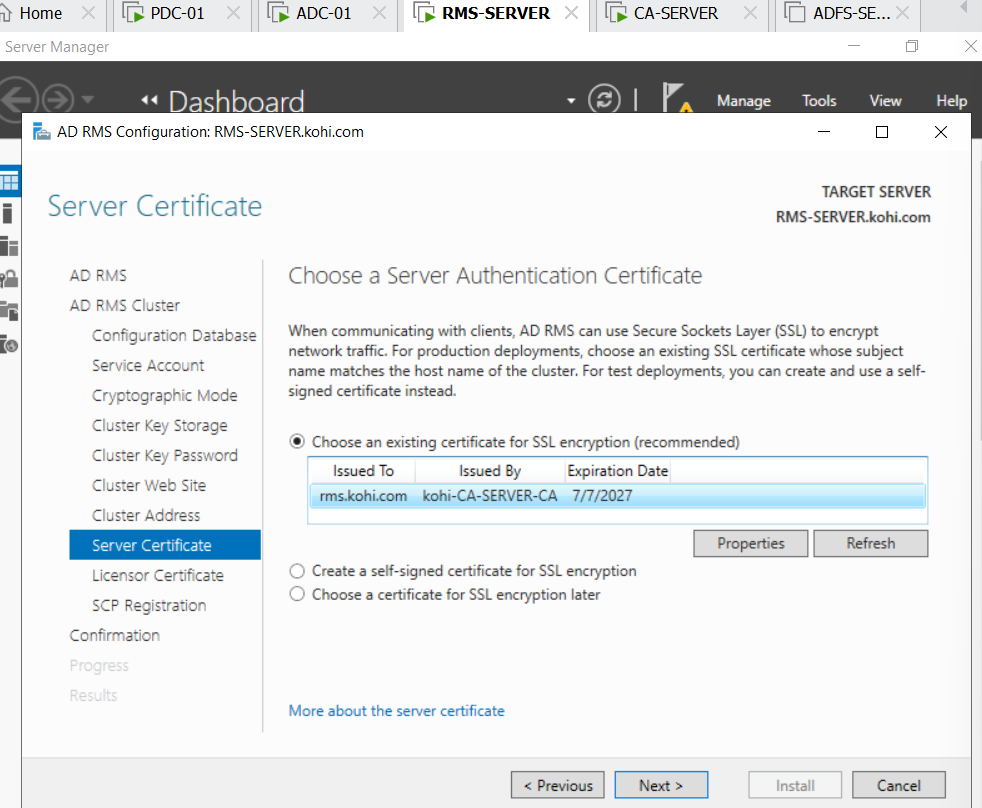 Home PDC-01 ADC-01 RMS-SERVER CA-SERVER ADFS-SE...
Server Manager
Dashboard
Manage Tools View Help
AD RMS Configuration: RMS-SERVER.kohi.com
Server Certificate
TARGET SERVER
RMS-SERVER.kohi.com
AD RMS
AD RMS Cluster
Configuration Database
Service Account
Cryptographic Mode
Cluster Key Storage
Cluster Key Password
Cluster Web Site
Cluster Address
Server Certificate
Licensor Certificate
SCP Registration
Confirmation
Progress
Results
Choose a Server Authentication Certificate
When communicating with clients, AD RMS can use Secure Sockets Layer (SSL) to encrypt
network traffic. For production deployments, choose an existing SSL certificate whose subject
name matches the host name of the cluster. For test deployments, you can create and use a self-
signed certificate instead.
Choose an existing certificate for SSL encryption (recommended)
Issued To Issued By Expiration Date
rms.kohi.com kohi-CA-SERVER-CA 7/7/2027
Properties Refresh
Create a self-signed certificate for SSL encryption
Choose a certificate for SSL encryption later
More about the server certificate
< Previous Next > Install Cancel